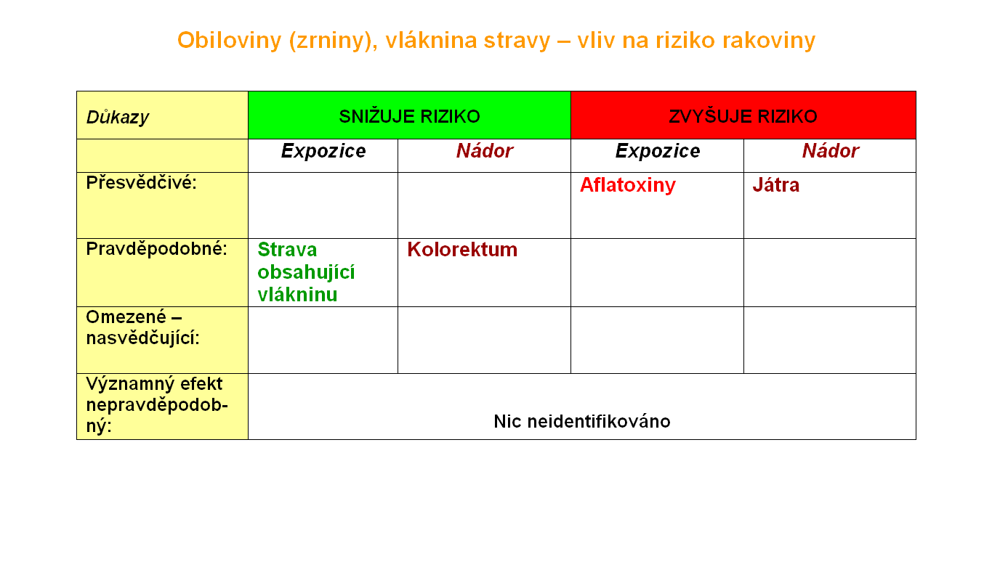 Obiloviny (zrniny), vláknina stravy – vliv na riziko rakoviny
Důkazy
SNIŽUJE RIZIKO
ZVYŠUJE RIZIKO
Expozice
Nádor
Expozice
Nádor
Přesvědčivé:
Aflatoxiny
Játra
Pravděpodobné:
Strava
obsahující
vlákninu
Kolorektum
Omezené –
nasvědčující:
Významný efekt
nepravděpodob-
ný:
Nic neidentifikováno